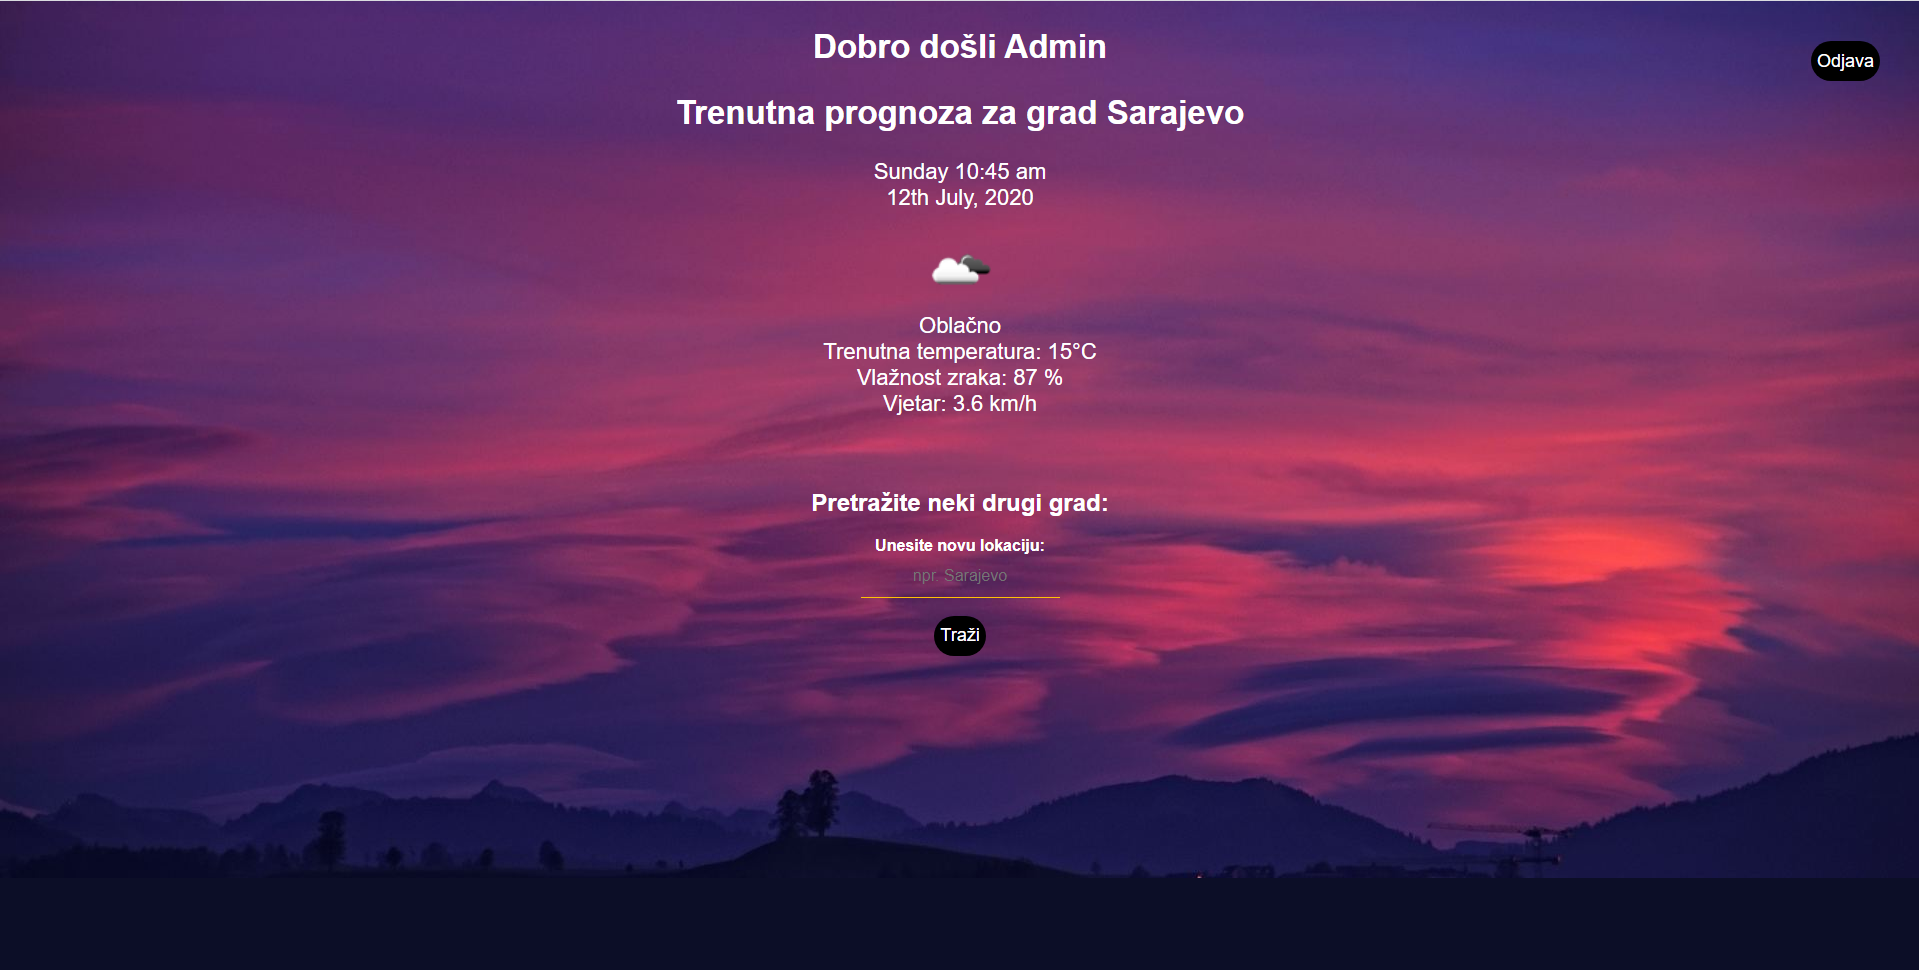 Dobro došli Admin
Odjava
Trenutna prognoza za grad Sarajevo
Sunday 10:45 am
12th July, 2020
Oblačno
Trenutna temperatura: 15°C
Vlažnost zraka: 87 %
Vjetar: 3.6 km/h
Pretražite neki drugi grad:
Unesite novu lokaciju:
npr. Sarajevo
Traži